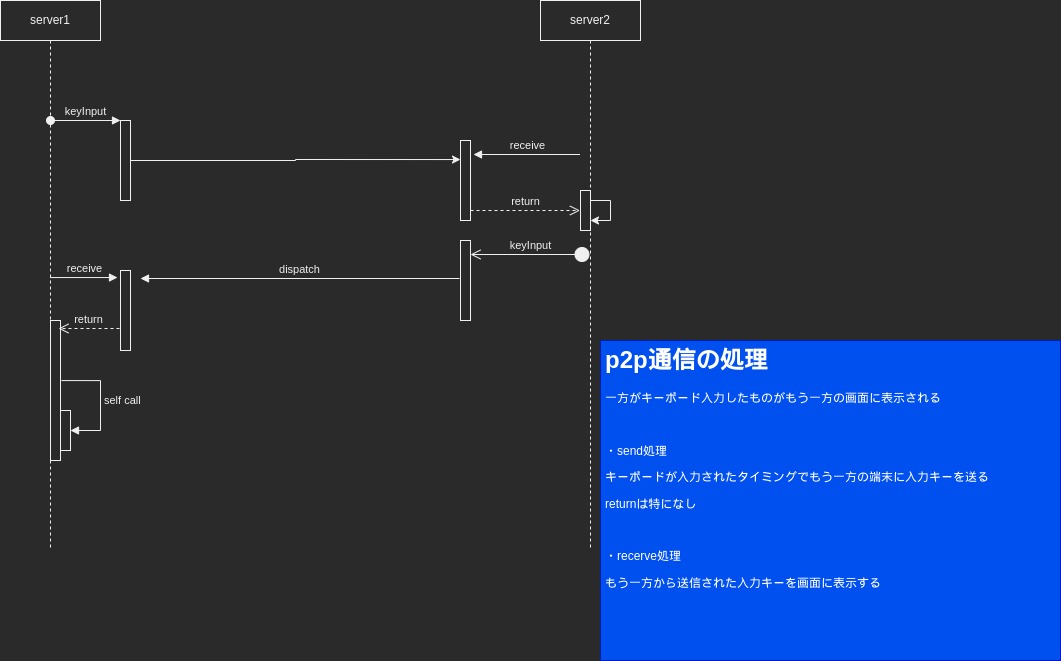 server1
server2
keyInput
receive
return
keyInput
receive
dispatch
return
self call
p2p通信の処理
一方がキーボード入力したものがもう一方の画面に表示される
・send処理
キーボードが入力されたタイミングでもう一方の端末に入力キーを送る
returnは特になし
・recerve処理
もう一方から送信された入力キーを画面に表示する